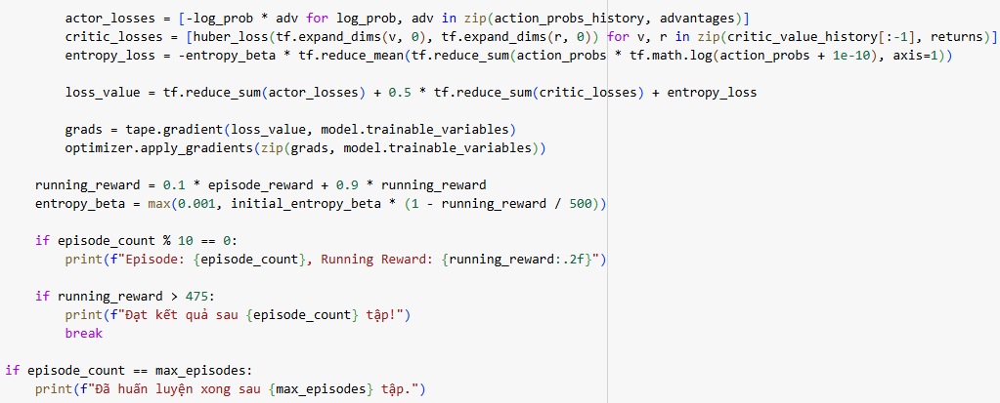 actor_losses = [-log_prob * adv for log_prob, adv in zip(action_probs_history, advantages)]
critic_losses = [huber_loss(tf.expand_dims(v, 0), tf.expand_dims(r, 0)) for v, r in zip(critic_value_history[:-1], returns)]
entropy_loss = -entropy_beta * tf.reduce_mean(tf.reduce_sum(action_probs * tf.math.log(action_probs + 1e-10), axis=1))
loss_value = tf.reduce_sum(actor_losses) + 0.5 * tf.reduce_sum(critic_losses) + entropy_loss
grads = tape.gradient(loss_value, model.trainable_variables)
optimizer.apply_gradients(zip(grads, model.trainable_variables))
running_reward = 0.1 * episode_reward + 0.9 * running_reward
entropy_beta = max(0.001, initial_entropy_beta * (1 - running_reward / 500))
if episode_count % 10 == 0:
print(f"Episode: {episode_count}, Running Reward: {running_reward:.2f}")
if running_reward > 475:
print(f"Đạt kết quả sau {episode_count} tập!")
break
if episode_count == max_episodes:
print(f"Đã huấn luyện xong sau {max_episodes} tập.")